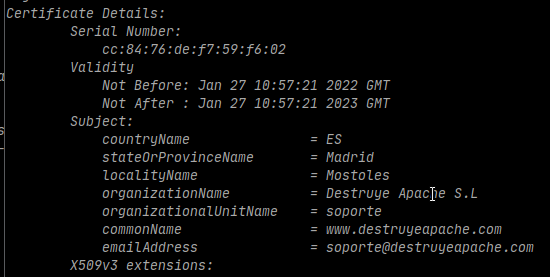 Certificate Details:
Serial Number:
cc:84:76:de:f7:59:f6:02
Validity
Not Before: Jan 27 10:57:21 2022 GMT
Not After : Jan 27 10:57:21 2023 GMT
Subject:
countryName = ES
stateOrProvinceName = Madrid
localityName = Mostoles
organizationName = Destruye Apache S.L
organizationalUnitName = soporte
commonName = www.destruyeapache.com
emailAddress = soporte@destruyeapache.com
X509v3 extensions: